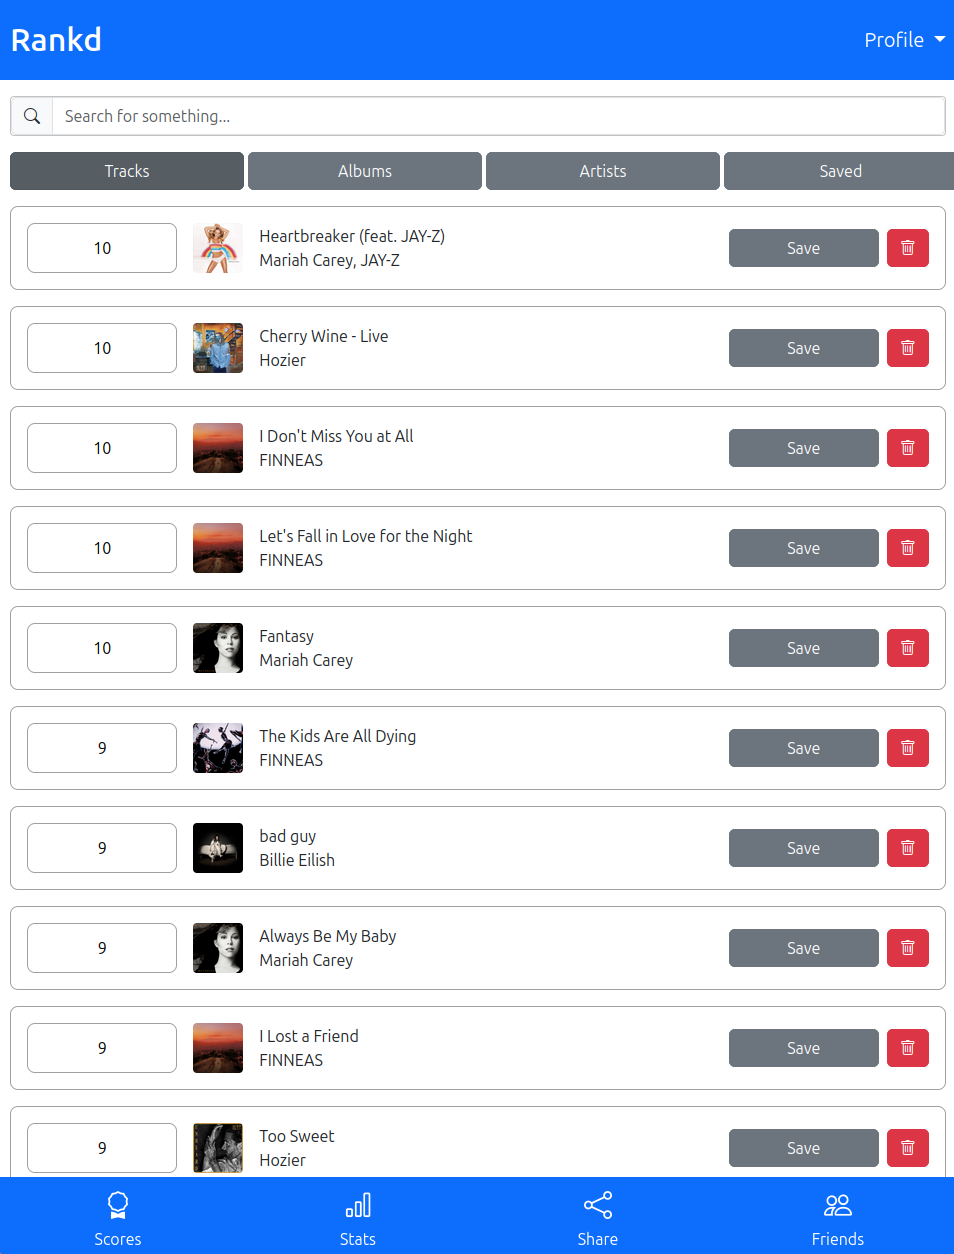 Rankd
Profile
Search for something...
Tracks
Albums
Artists
Saved
10
Heartbreaker (feat. JAY-Z)
Mariah Carey, JAY-Z
Save
10
Cherry Wine - Live
Hozier
Save
10
I Don't Miss You at All
FINNEAS
Save
10
Let's Fall in Love for the Night
FINNEAS
Save
10
Fantasy
Mariah Carey
Save
9
The Kids Are All Dying
FINNEAS
Save
9
bad guy
Billie Eilish
Save
9
Always Be My Baby
Mariah Carey
Save
9
I Lost a Friend
FINNEAS
Save
9
Too Sweet
Hozier
Save
Scores
Stats
Share
Friends